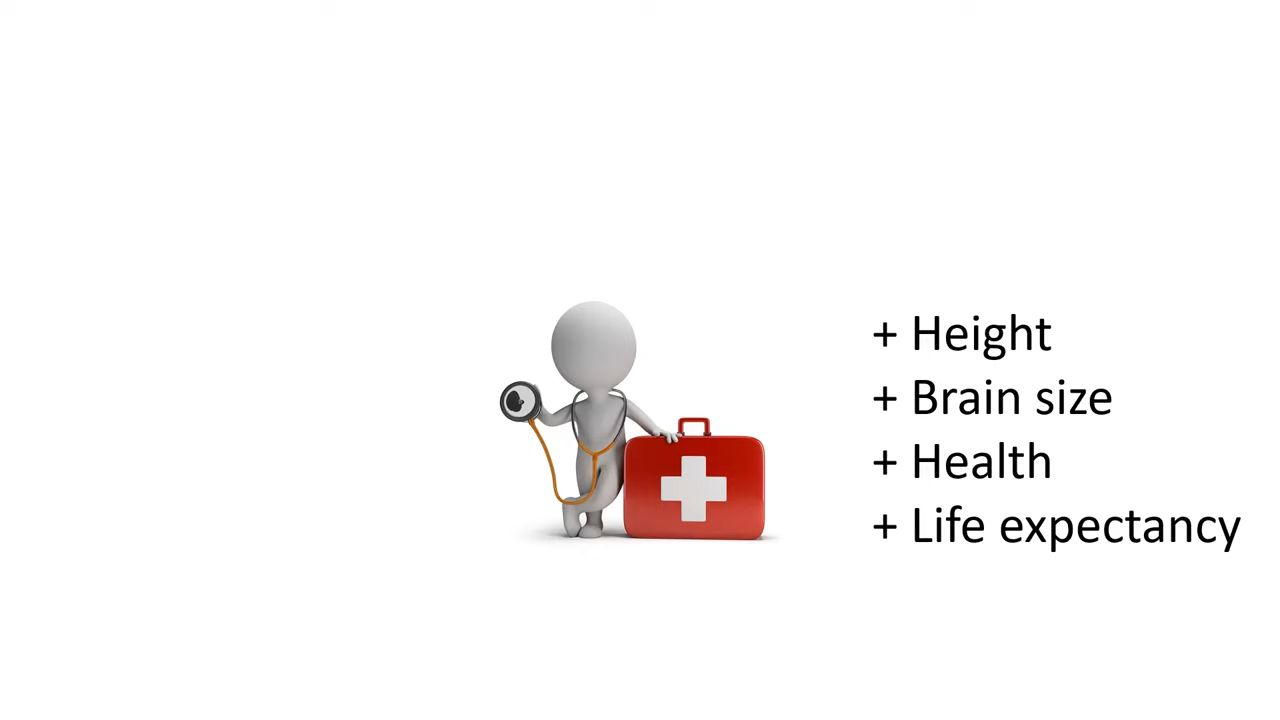 + Height
+ Brain size
+ Health
+ Life expectancy